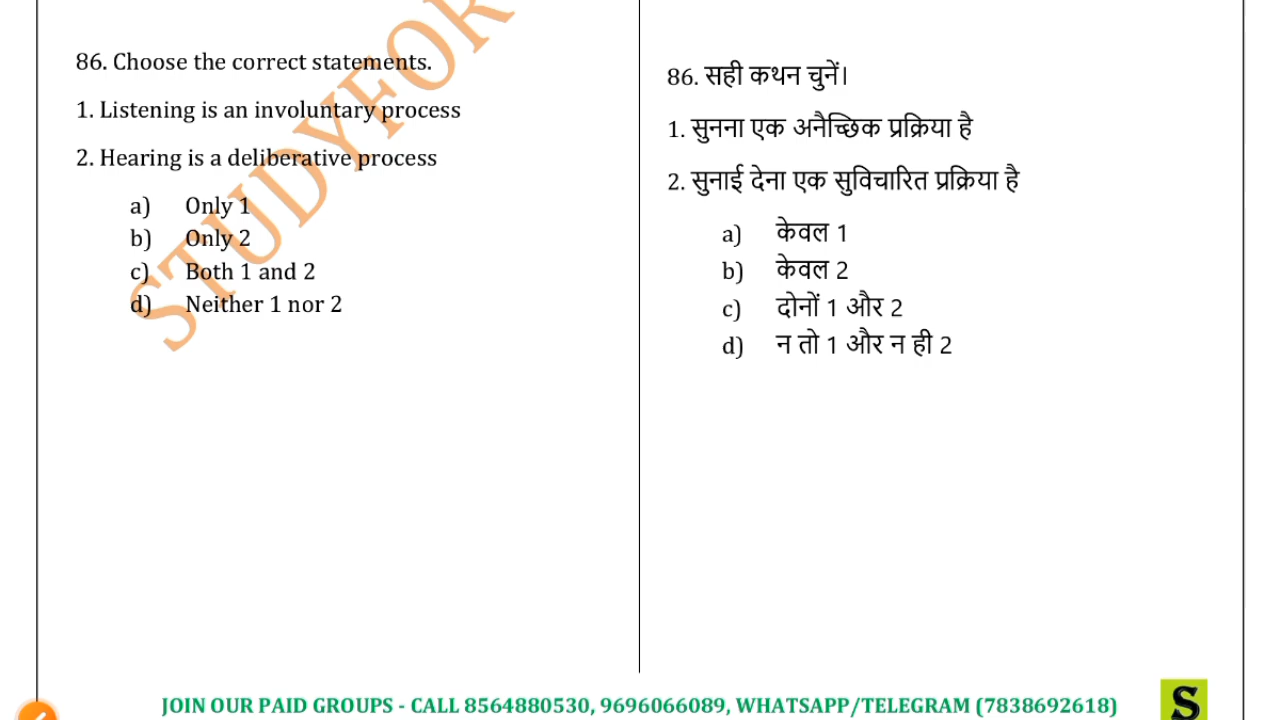 86. Choose the correct statements.
1. Listening is an involuntary process
2. Hearing is a deliberative process
a) Only 1
b) Only 2
c) Both 1 and 2
d) Neither 1 nor 2
STUDYFOR
86. सही कथन चुनें।
1. सुनना एक अनैच्छिक प्रक्रिया है
2. सुनाई देना एक सुविचारित प्रक्रिया है
a) केवल 1
b) केवल 2
c) दोनों 1 और 2
d) न तो 1 और न ही 2
JOIN OUR PAID GROUPS - CALL 8564880530, 9696066089, WHATSAPP/TELEGRAM (7838692618)
S